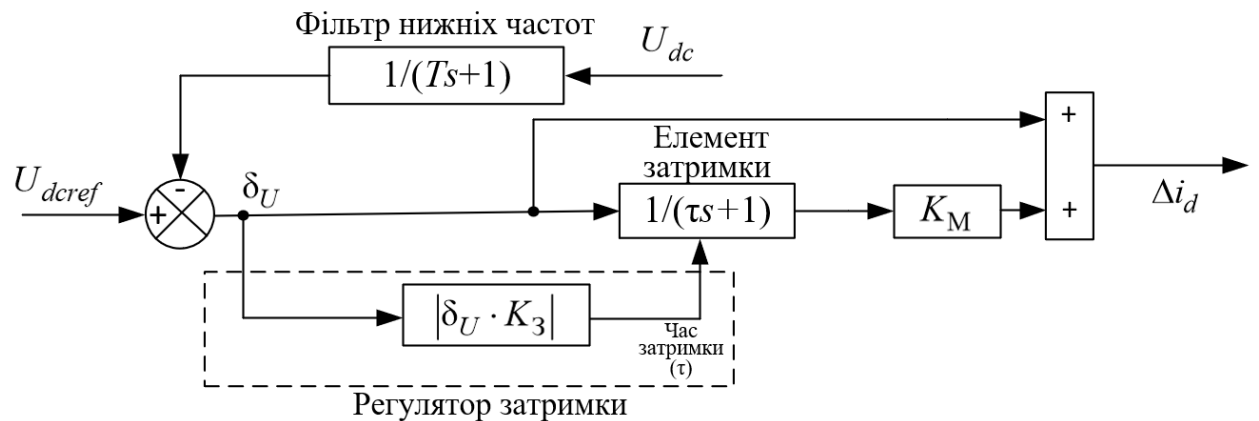 Фільтр нижніх частот
1/(Ts+1)
U_dc
+
Елемент
затримки
U_dcref
-
+
δ_U
1/(τs+1)
K_М
+
Δi_d
|δ_U · K_З|
Час
затримки
(τ)
Регулятор затримки